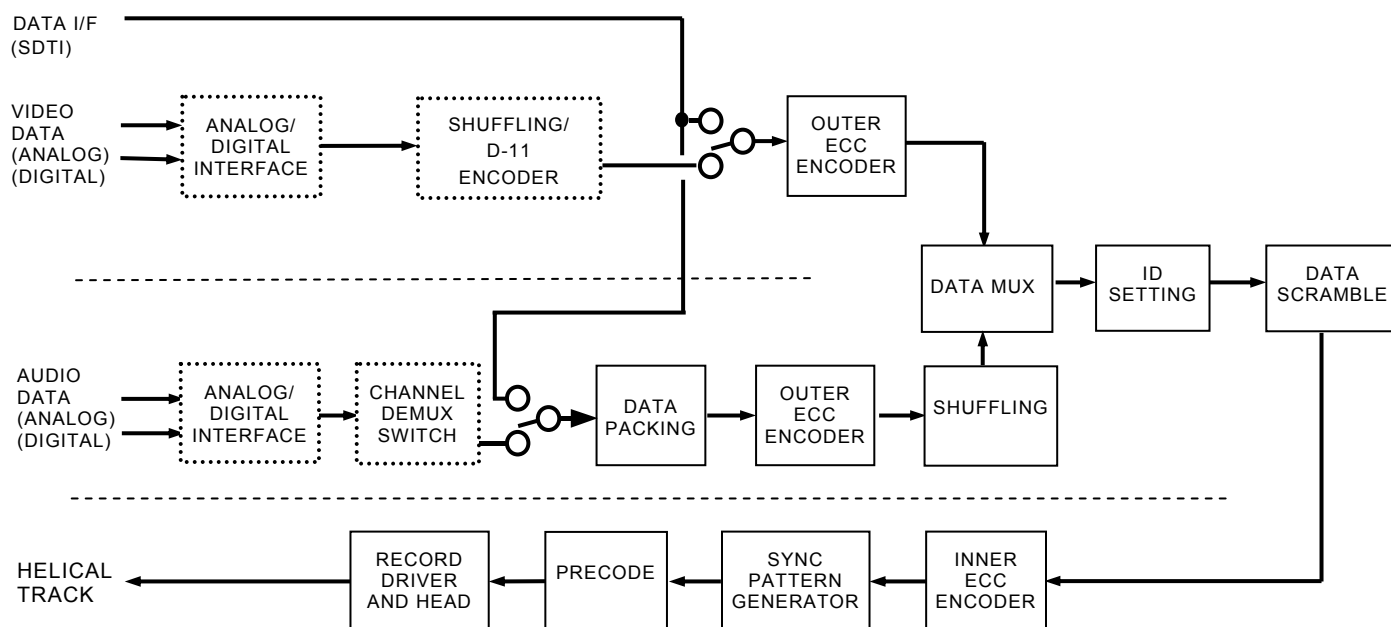 DATA I/F
(SDTI)
VIDEO
DATA
(ANALOG)
(DIGITAL)
ANALOG/
DIGITAL
INTERFACE
SHUFFLING/
D-11
ENCODER
OUTER
ECC
ENCODER
DATA MUX
ID
SETTING
DATA
SCRAMBLE
AUDIO
DATA
(ANALOG)
(DIGITAL)
ANALOG/
DIGITAL
INTERFACE
CHANNEL
DEMUX
SWITCH
DATA
PACKING
OUTER
ECC
ENCODER
SHUFFLING
HELICAL
TRACK
RECORD
DRIVER
AND HEAD
PRECODE
SYNC
PATTERN
GENERATOR
INNER
ECC
ENCODER